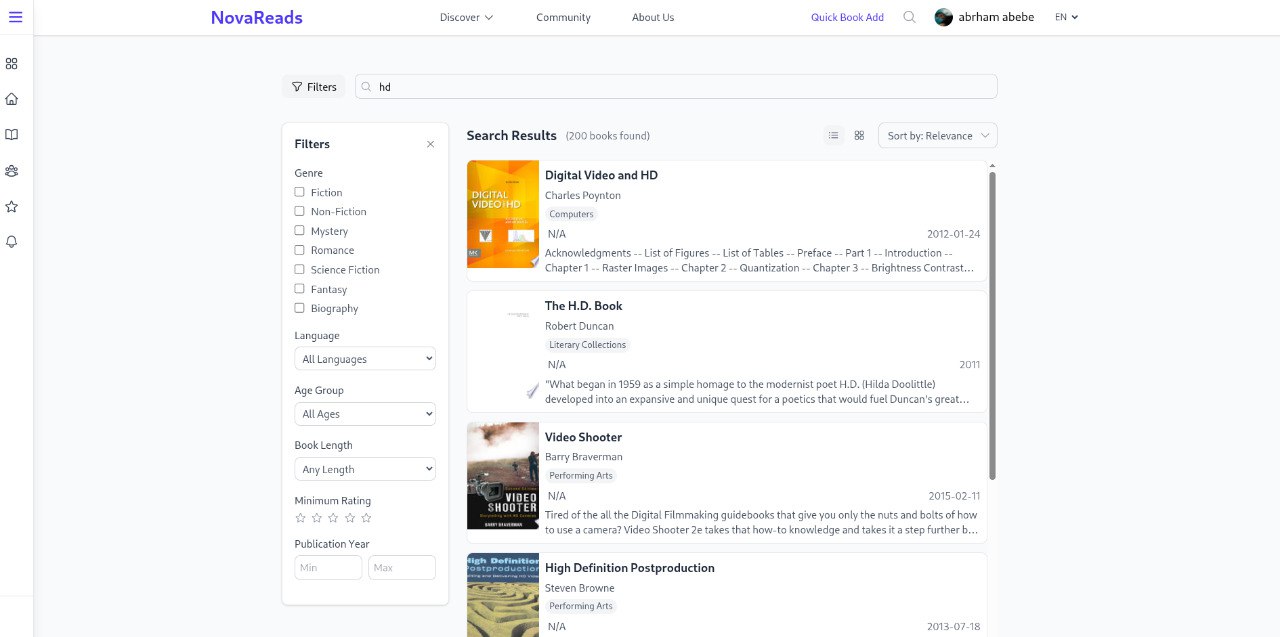 NovaReads
Discover
Community
About Us
Quick Book Add
abrham abebe
EN
Filters
hd
Filters
Genre
Fiction
Non-Fiction
Mystery
Romance
Science Fiction
Fantasy
Biography
Language
All Languages
Age Group
All Ages
Book Length
Any Length
Minimum Rating
Publication Year
Min
Max
Search Results (200 books found)
Sort by: Relevance
DIGITAL
VIDEO AND HD
Digital Video and HD
Charles Poynton
Computers
N/A
2012-01-24
Acknowledgments -- List of Figures -- List of Tables -- Preface -- Part 1 -- Introduction --
Chapter 1 -- Raster Images -- Chapter 2 -- Quantization -- Chapter 3 -- Brightness Contrast...
The H.D. Book
Robert Duncan
Literary Collections
N/A
2011
"What began in 1959 as a simple homage to the modernist poet H.D. (Hilda Doolittle)
developed into an expansive and unique quest for a poetics that would fuel Duncan's great...
VIDEO
SHOOTER
BARRY BRAVERMAN
Video Shooter
Barry Braverman
Performing Arts
N/A
2015-02-11
Tired of the all the Digital Filmmaking guidebooks that give you only the nuts and bolts of how
to use a camera? Video Shooter 2e takes that how-to knowledge and takes it a step further b...
High Definition
Postproduction
High Definition Postproduction
Steven Browne
Performing Arts
N/A
2013-07-18